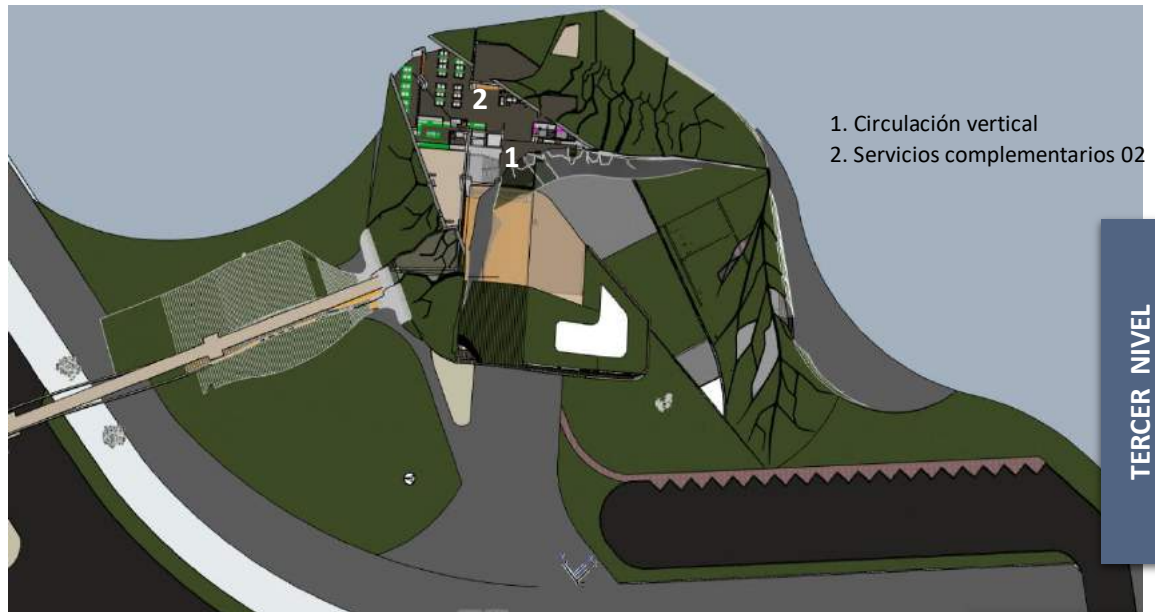 2
1
1. Circulación vertical
2. Servicios complementarios 02
TERCER NIVEL